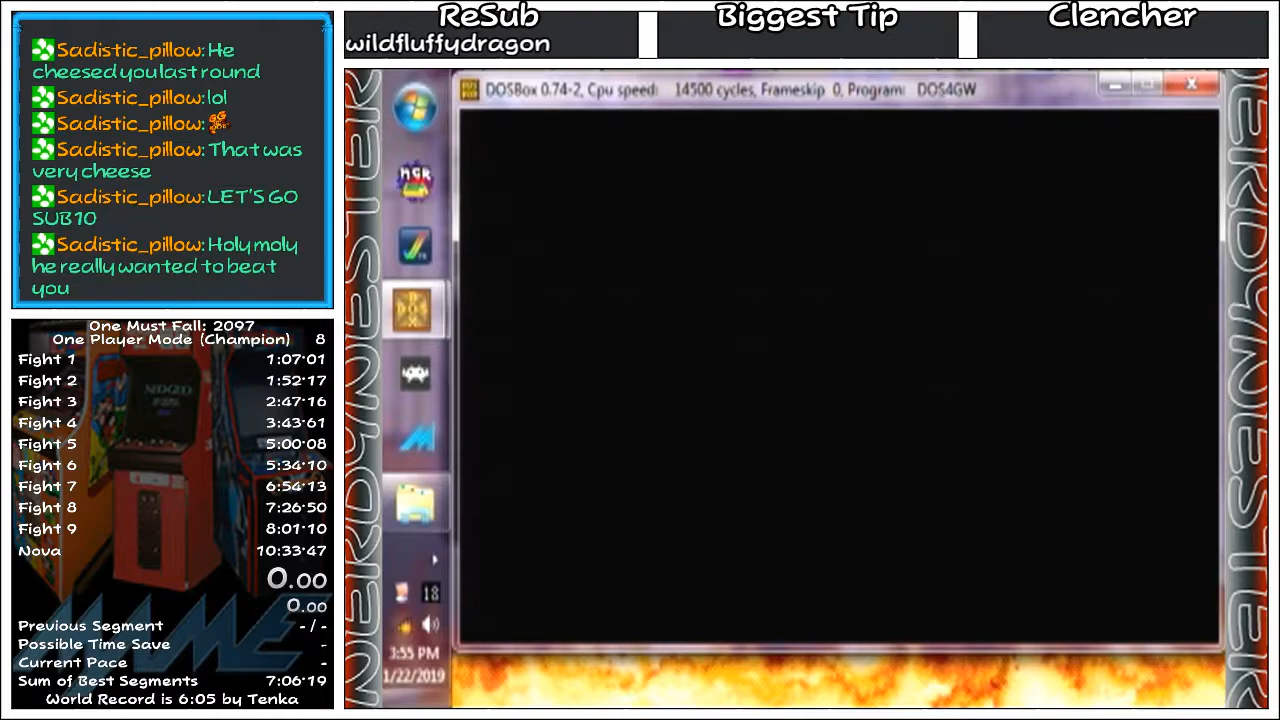 ReSub
Biggest Tip
Clencher
wildfluffydragon
Sadistic_pillow: He
cheesed you last round
Sadistic_pillow: lol
Sadistic_pillow:
Sadistic_pillow: That was
very cheese
Sadistic_pillow: LET'S GO
SUB 10
Sadistic_pillow: Holy moly
he really wanted to beat
you
One Must Fall: 2097
One Player Mode (Champion) 8
Fight 1 1:07.01
Fight 2 1:52.17
Fight 3 2:47.16
Fight 4 3:43.61
Fight 5 5:00.08
Fight 6 5:34.10
Fight 7 6:54.13
Fight 8 7:26.50
Fight 9 8:01.10
Nova 10:33.47
0.00
0.00
Previous Segment - / -
Possible Time Save -
Current Pace -
Sum of Best Segments 7:06.19
World Record is 6:05 by Tenka
DOSBox 0.74-2, Cpu speed: 14500 cycles, Frameskip 0, Program: DOS4GW
18
3:55 PM
1/22/2019
NERDYNESTER
NERDYNESTER